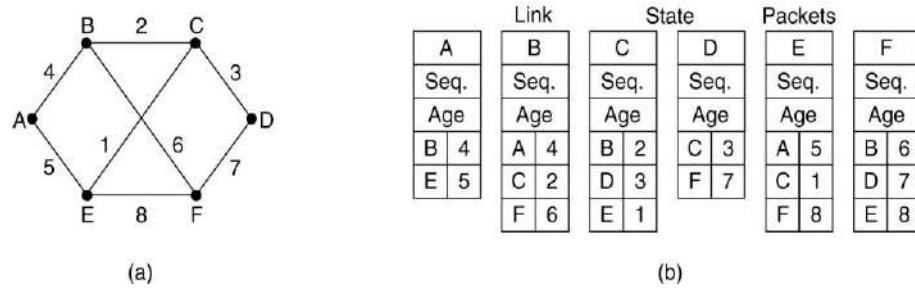 B 2 C
4 3
A 1 6 D
5 7
E 8 F
(a)
Link State Packets
A B C D E F
Seq. Seq. Seq. Seq. Seq. Seq.
Age Age Age Age Age Age
B 4 A 4 B 2 C 3 A 5 B 6
E 5 C 2 D 3 F 7 C 1 D 7
F 6 E 1 F 8 E 8
(b)